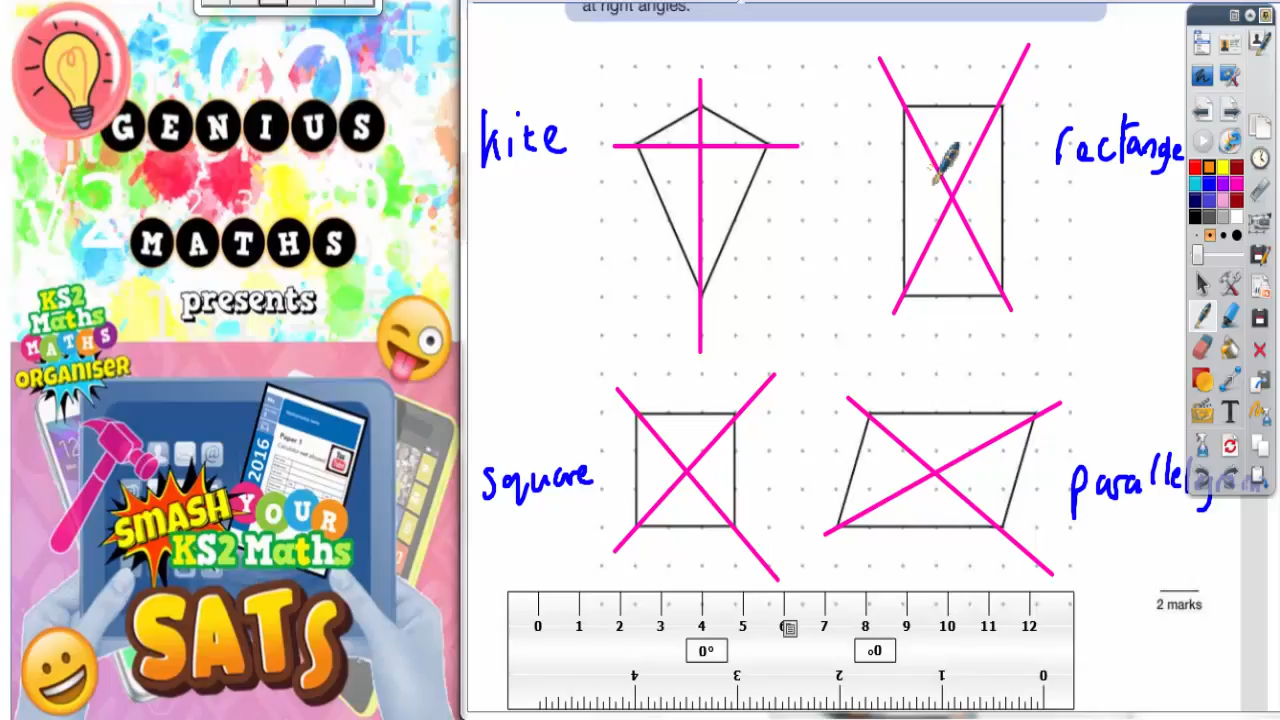 GENIUS
MATHS
presents
KS2
Maths
MATHS
ORGANISER
2016
Paper 1
SMASH YOUR
KS2 Maths
SATs
at right angles.
kite
rectange
square
parallel
2 marks
0 1 2 3 4 5 6 7 8 9 10 11 12
0° 0°
4 3 2 1 0